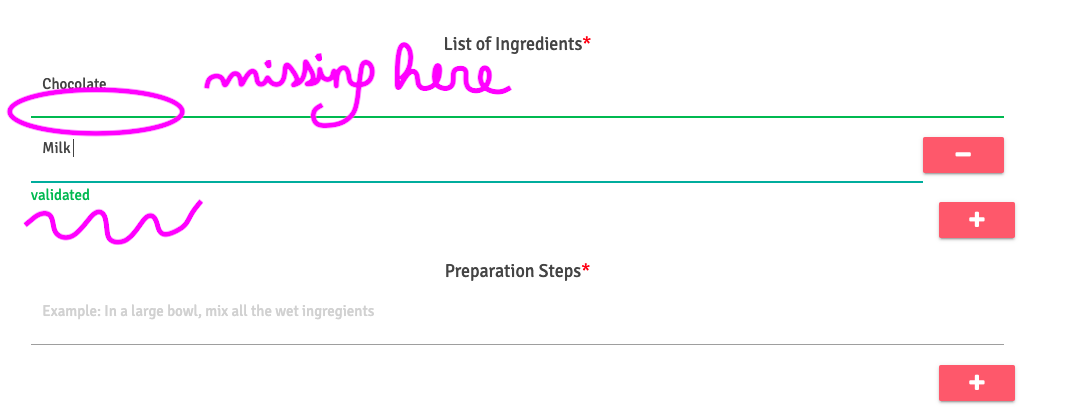 List of Ingredients*
Chocolate
missing here
Milk
validated
Preparation Steps*
Example: In a large bowl, mix all the wet ingregients